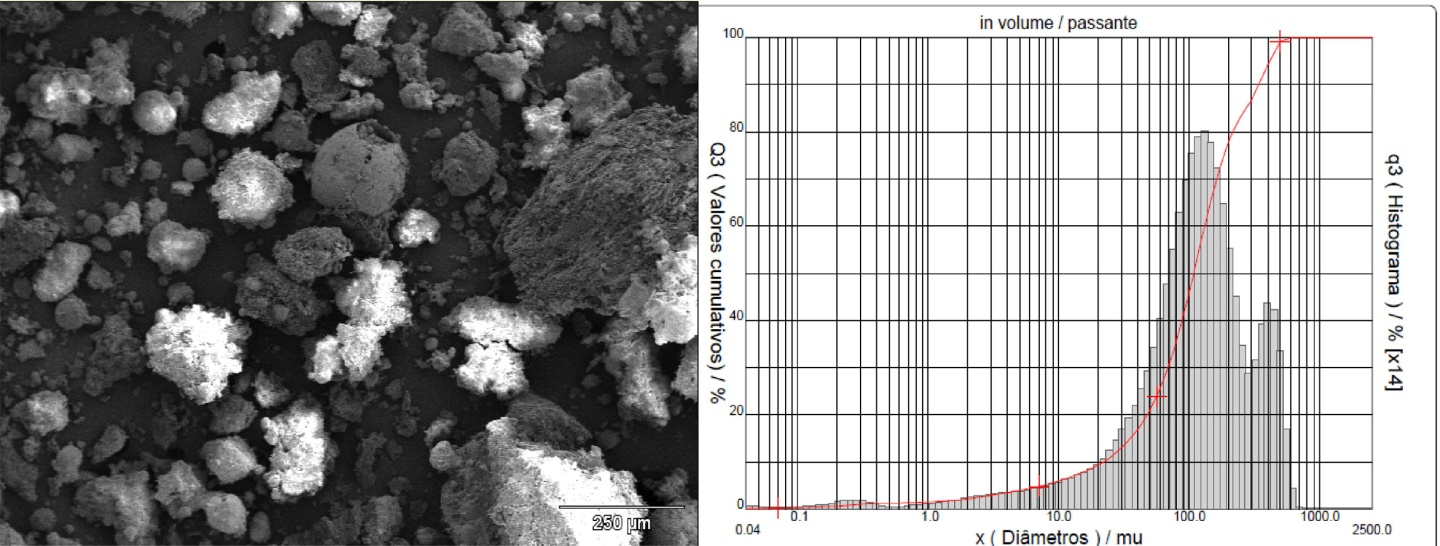 250 µm
in volume / passante
100
80
60
40
20
0
Q3 ( Valores cumulativos) / %
q3 ( Histograma ) / % [x14]
0.04 0.1 1.0 10.0 100.0 1000.0 2500.0
x ( Diâmetros ) / mu